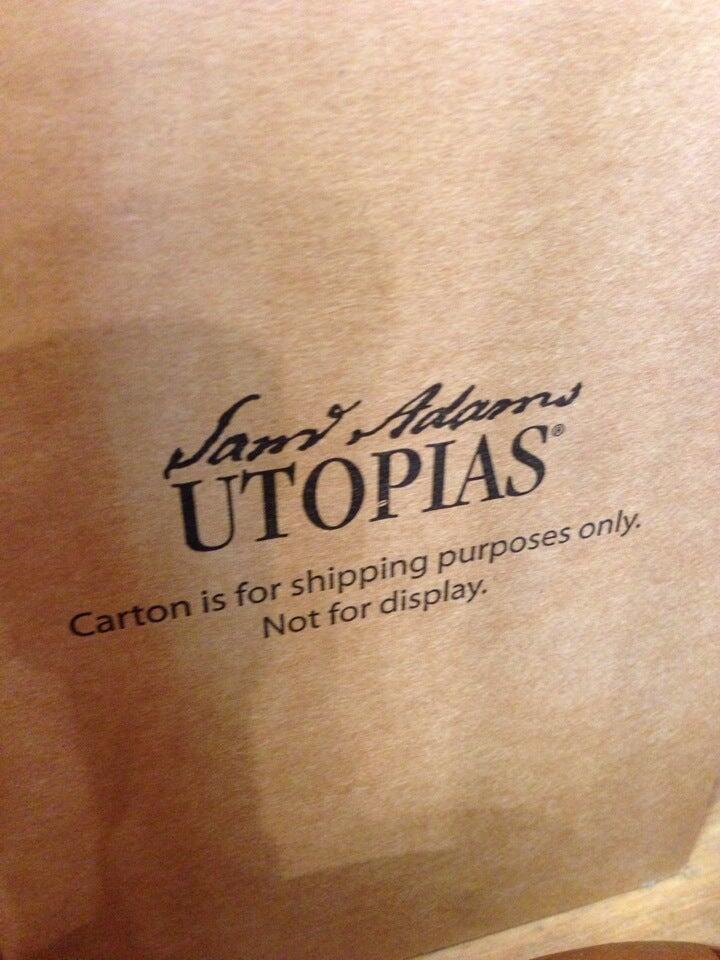 Sam Adams
UTOPIAS®
Carton is for shipping purposes only.
Not for display.